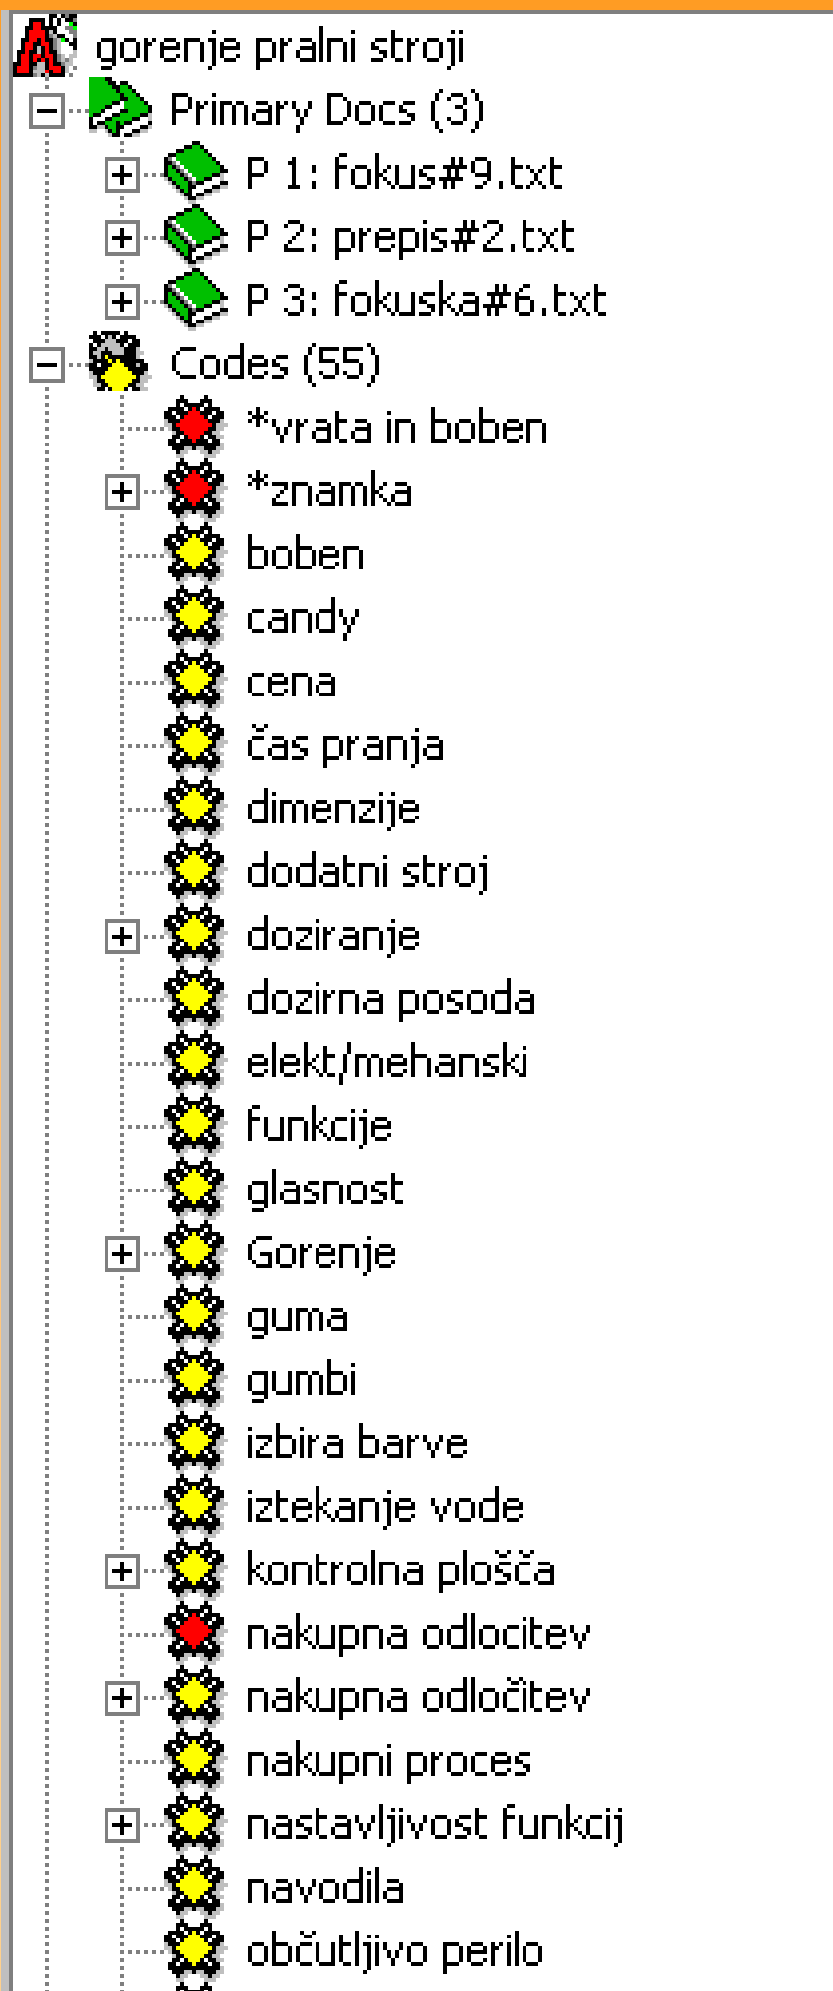 gorenje pralni stroji
Primary Docs (3)
P 1: fokus#9.txt
P 2: prepis#2.txt
P 3: fokuska#6.txt
Codes (55)
*vrata in boben
*znamka
boben
candy
cena
čas pranja
dimenzije
dodatni stroj
doziranje
dozirna posoda
elekt/mehanski
funkcije
glasnost
Gorenje
guma
gumbi
izbira barve
iztekanje vode
kontrolna plošča
nakupna odlocitev
nakupna odločitev
nakupni proces
nastavljivost funkcij
navodila
občutljivo perilo